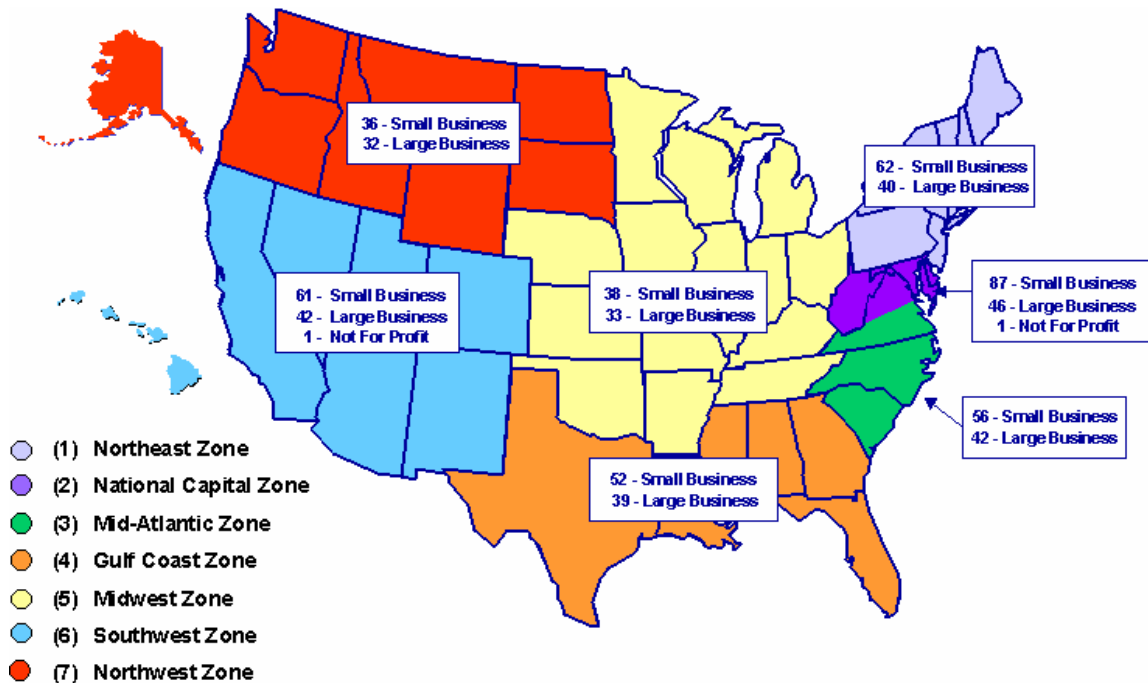 36 - Small Business
32 - Large Business
62 - Small Business
40 - Large Business
87 - Small Business
46 - Large Business
1 - Not For Profit
61 - Small Business
42 - Large Business
1 - Not For Profit
38 - Small Business
33 - Large Business
56 - Small Business
42 - Large Business
52 - Small Business
39 - Large Business
(1) Northeast Zone
(2) National Capital Zone
(3) Mid-Atlantic Zone
(4) Gulf Coast Zone
(5) Midwest Zone
(6) Southwest Zone
(7) Northwest Zone